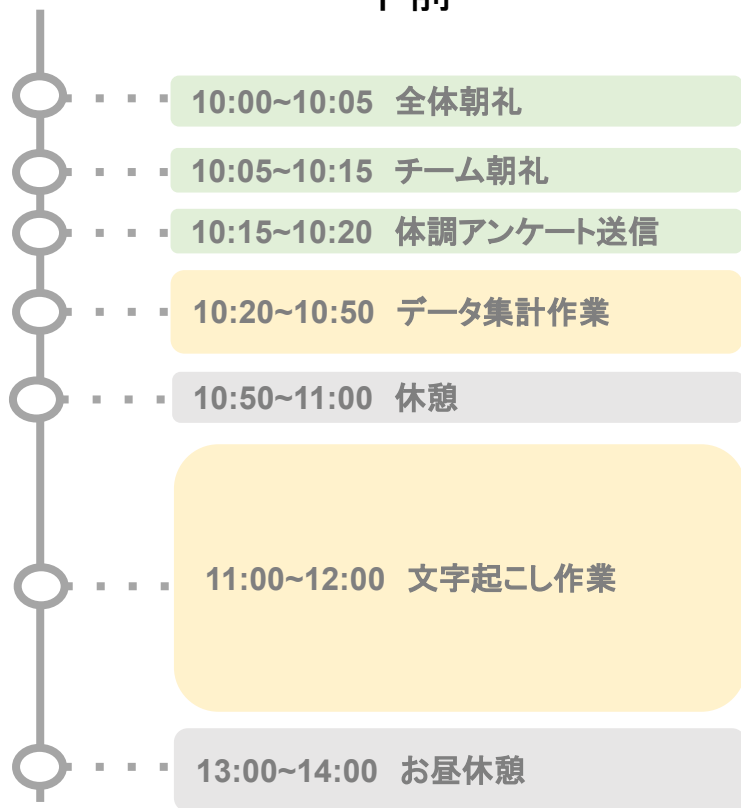 午前
10:00~10:05 全体朝礼
10:05~10:15 チーム朝礼
10:15~10:20 体調アンケート送信
10:20~10:50 データ集計作業
10:50~11:00 休憩
11:00~12:00 文字起こし作業
13:00~14:00 お昼休憩